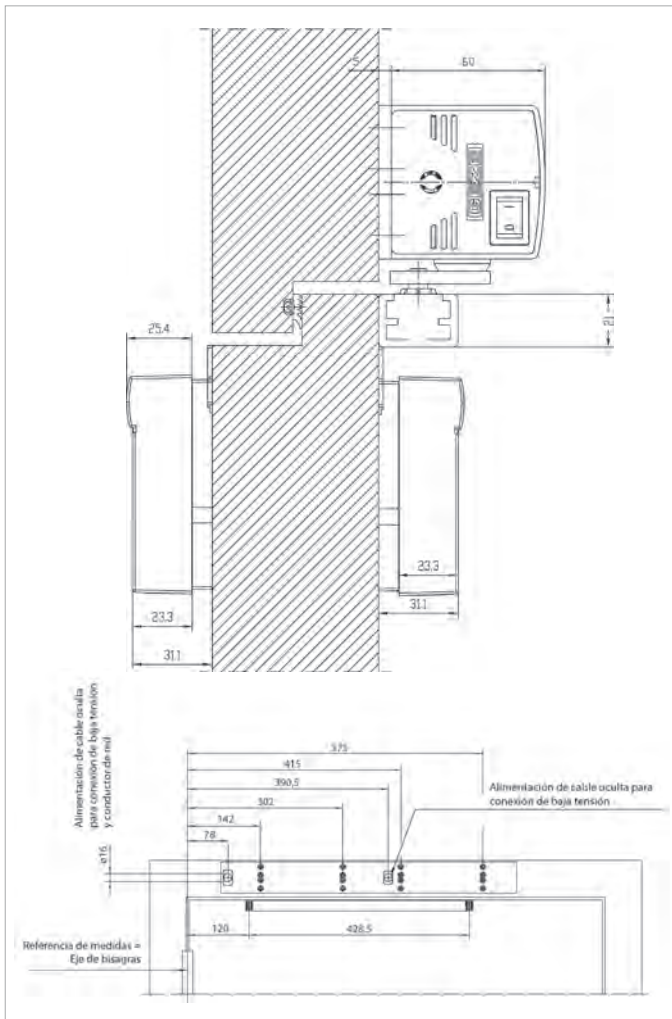 5
60
21
25.4
23.3
31.1
23.3
31.1
Alimentación de cable oculta
para conexión de baja tensión
y conductor de red
ø16
575
415
390,5
302
142
78
Alimentación de cable oculta para
conexión de baja tensión
120
428,5
Referencia de medidas =
Eje de bisagras